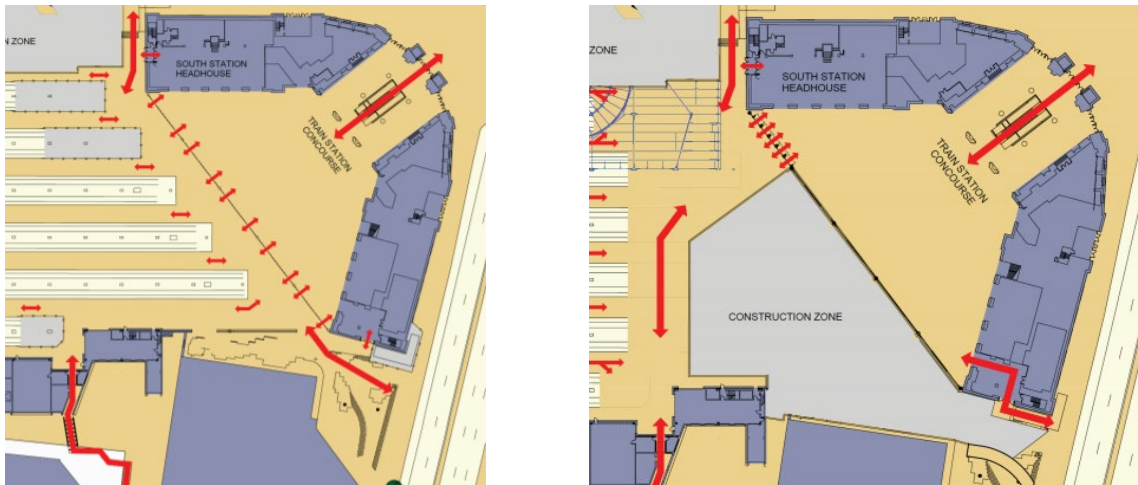 N ZONE
SOUTH STATION
HEADHOUSE
TRAIN STATION
CONCOURSE
ZONE
SOUTH STATION
HEADHOUSE
TRAIN STATION
CONCOURSE
CONSTRUCTION ZONE